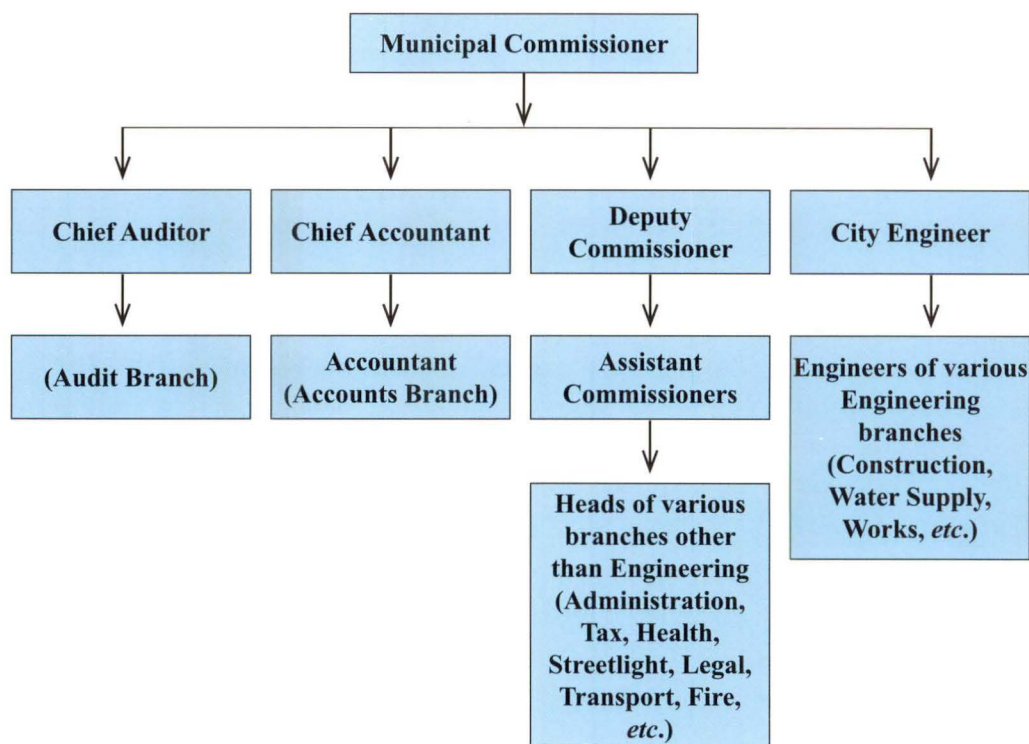 Municipal Commissioner
Chief Auditor
Chief Accountant
Deputy
Commissioner
City Engineer
(Audit Branch)
Accountant
(Accounts Branch)
Assistant
Commissioners
Engineers of various
Engineering
branches
(Construction,
Water Supply,
Works, etc.)
Heads of various
branches other
than Engineering
(Administration,
Tax, Health,
Streetlight, Legal,
Transport, Fire,
etc.)